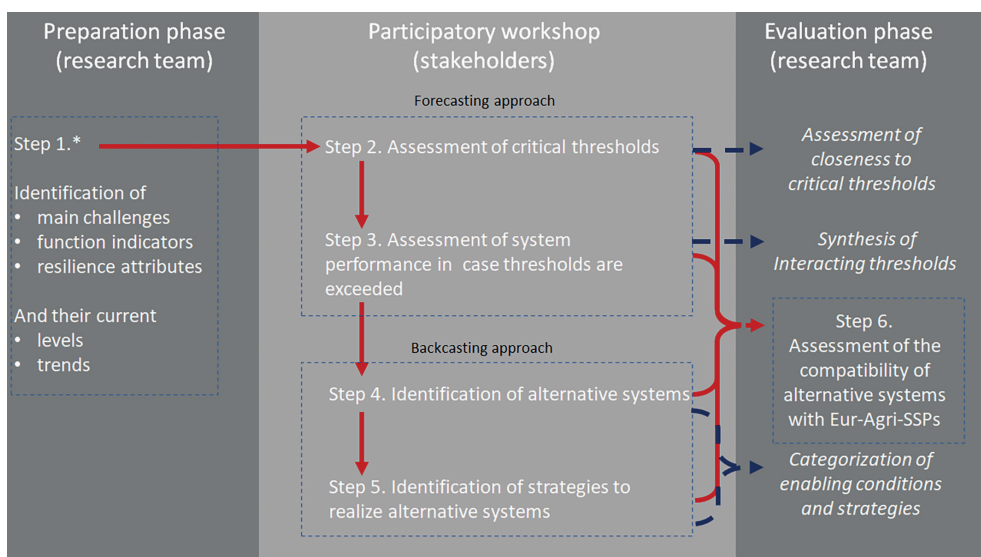 Preparation phase
(research team)
Participatory workshop
(stakeholders)
Evaluation phase
(research team)
Step 1.*
Identification of
• main challenges
• function indicators
• resilience attributes
And their current
• levels
• trends
Forecasting approach
Step 2. Assessment of critical thresholds
Step 3. Assessment of system
performance in case thresholds are
exceeded
Backcasting approach
Step 4. Identification of alternative systems
Step 5. Identification of strategies to
realize alternative systems
Assessment of
closeness to
critical thresholds
Synthesis of
Interacting thresholds
Step 6.
Assessment of the
compatibility of
alternative systems
with Eur-Agri-SSPs
Categorization of
enabling conditions
and strategies